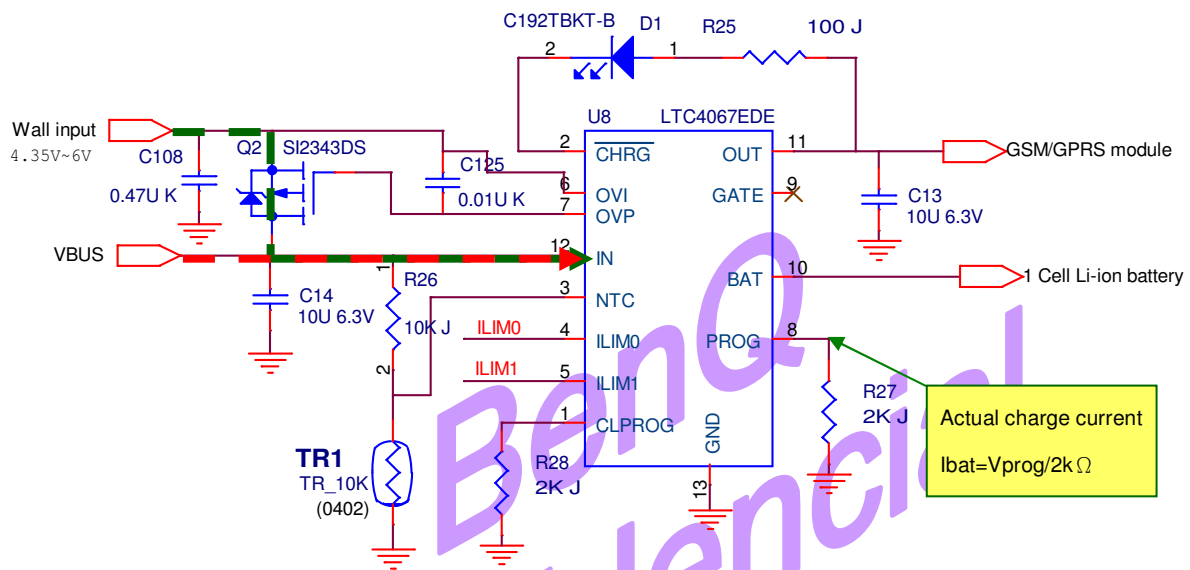 C192TBKT-B
D1
R25
100 J
2
1
Wall input
4.35V~6V
C108
0.47U K
Q2
SI2343DS
C125
0.01U K
U8
LTC4067EDE
2
CHRG
6
OVI
7
OVP
12
IN
3
NTC
4
ILIM0
ILIM0
5
ILIM1
ILIM1
1
CLPROG
OUT
11
GATE
9
BAT
10
PROG
8
GND
13
GSM/GPRS module
C13
10U 6.3V
1 Cell Li-ion battery
VBUS
C14
10U 6.3V
1
R26
10K J
2
TR1
TR_10K
(0402)
R28
2K J
R27
2K J
Actual charge current
Ibat=Vprog/2kΩ
BenQ